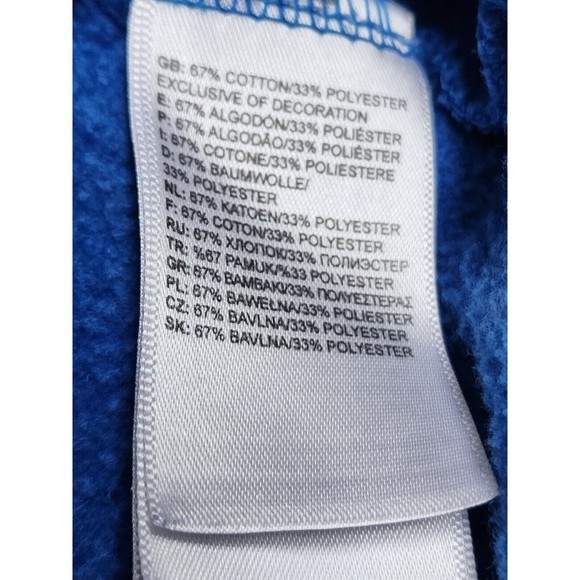 GB: 67% COTTON/33% POLYESTER
EXCLUSIVE OF DECORATION
E: 67% ALGODÓN/33% POLIÉSTER
P: 67% ALGODÃO/33% POLIÉSTER
I: 67% COTONE/33% POLIESTERE
D: 67% BAUMWOLLE/
33% POLYESTER
NL: 67% KATOEN/33% POLYESTER
F: 67% COTON/33% POLYESTER
RU: 67% ХЛОПОК/33% ПОЛИЭСТЕР
TR: %67 PAMUK/%33 POLYESTER
GR: 67% ΒΑΜΒΑΚΙ/33% ΠΟΛΥΕΣΤΕΡΑΣ
PL: 67% BAWEŁNA/33% POLYESTER
CZ: 67% BAVLNA/33% POLYESTER
SK: 67% BAVLNA/33% POLYESTER